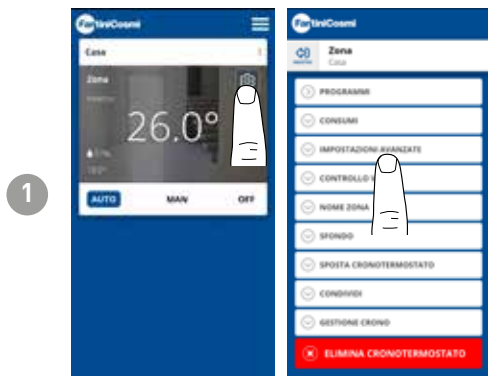 1
FantiniCosmi
Casa
Zona
26.0°
AUTO MAN OFF
FantiniCosmi
Zona
Casa
PROGRAMMI
CONSUMI
IMPOSTAZIONI AVANZATE
CONTROLLO
NOME ZONA
SFONDO
SPOSTA CRONOTERMOSTATO
CONDIVIDI
GESTIONE CRONO
ELIMINA CRONOTERMOSTATO